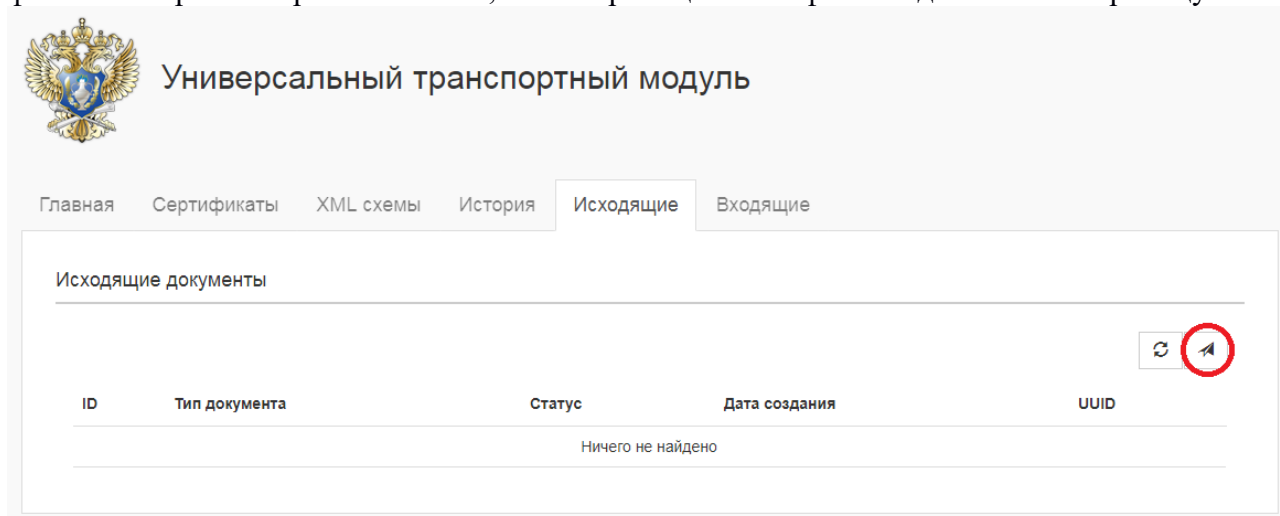 Универсальный транспортный модуль
Главная Сертификаты XML схемы История Исходящие Входящие
Исходящие документы
ID Тип документа Статус Дата создания UUID
Ничего не найдено